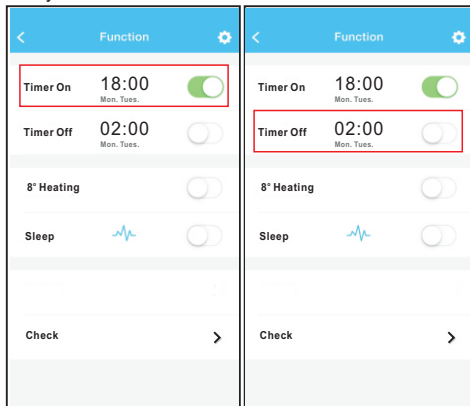 Function
Timer On 18:00
Mon. Tues.
Timer Off 02:00
Mon. Tues.
8° Heating
Sleep
Check
Function
Timer On 18:00
Mon. Tues.
Timer Off 02:00
Mon. Tues.
8° Heating
Sleep
Check